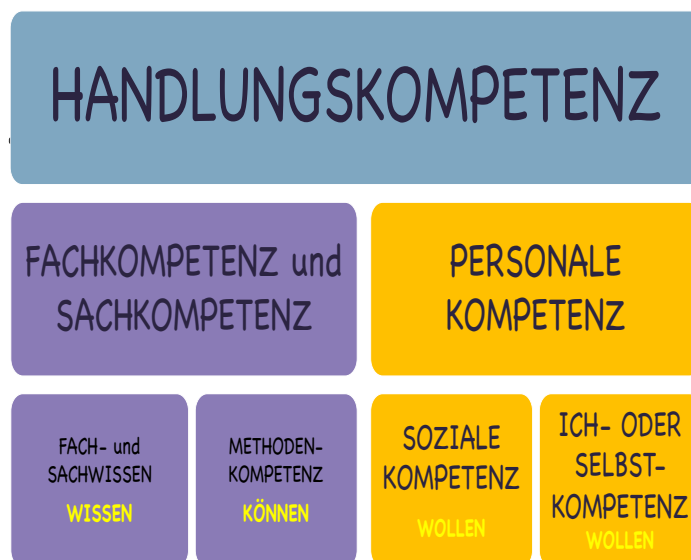 HANDLUNGSKOMPETENZ
FACHKOMPETENZ und
SACHKOMPETENZ
PERSONALE
KOMPETENZ
FACH- und
SACHWISSEN
WISSEN
METHODEN-
KOMPETENZ
KÖNNEN
SOZIALE
KOMPETENZ
WOLLEN
ICH- ODER
SELBST-
KOMPETENZ
WOLLEN